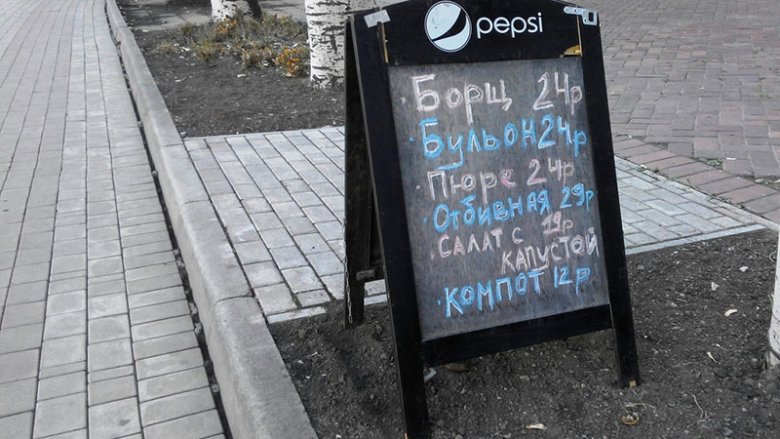 pepsi
· Борщ 24р
· Бульон 24р
· Пюре 24р
· Отбивная 29р
· САЛАТ С 19р
КАПУСТОЙ
· КОМПОТ 12р